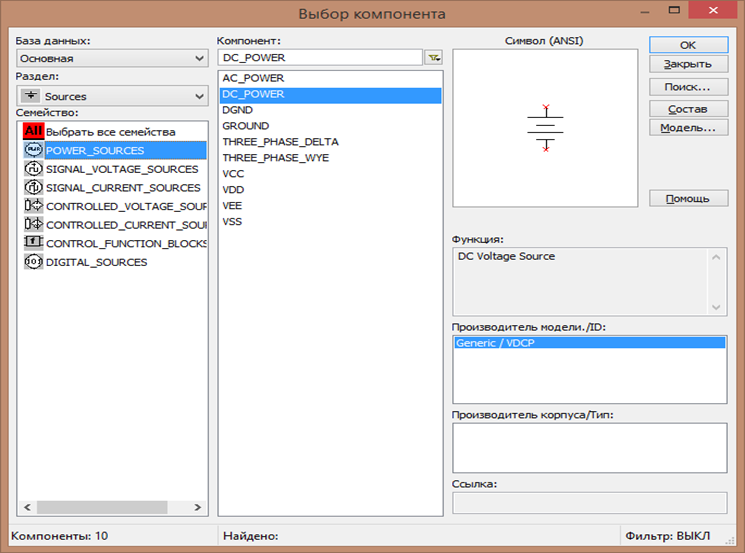 Выбор компонента
База данных:
Основная
Раздел:
Sources
Семейство:
All Выбрать все семейства
POWER_SOURCES
SIGNAL_VOLTAGE_SOURCES
SIGNAL_CURRENT_SOURCES
CONTROLLED_VOLTAGE_SOUR
CONTROLLED_CURRENT_SOUR
CONTROL_FUNCTION_BLOCKS
DIGITAL_SOURCES
Компонент:
DC_POWER
AC_POWER
DC_POWER
DGND
GROUND
THREE_PHASE_DELTA
THREE_PHASE_WYE
VCC
VDD
VEE
VSS
Символ (ANSI)
OK
Закрыть
Поиск...
Состав
Модель...
Помощь
Функция:
DC Voltage Source
Производитель модели./ID:
Generic / VDCP
Производитель корпуса/Тип:
Ссылка:
Компоненты: 10
Найдено:
Фильтр: ВЫКЛ